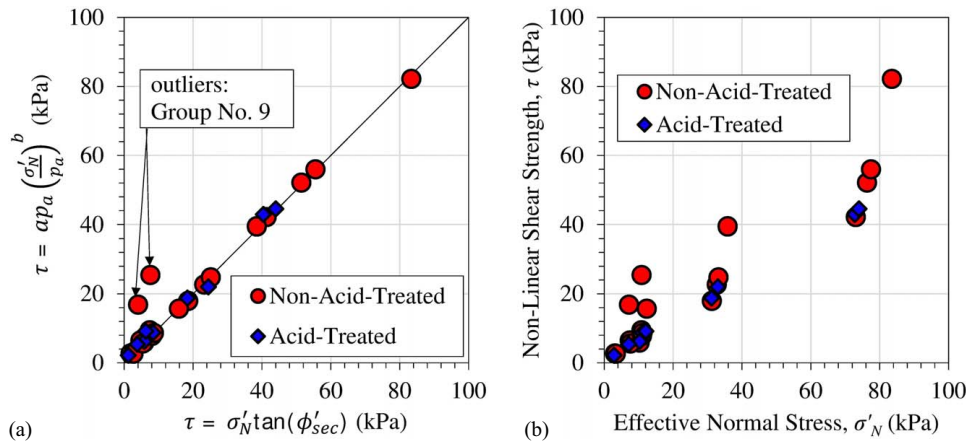 100
80
60
40
20
0
τ = ap_a (σ'_N / p_a)^b (kPa)
outliers:
Group No. 9
Non-Acid-Treated
Acid-Treated
0 20 40 60 80 100
τ = σ'_N tan(ϕ'_sec) (kPa)
(a)
100
80
60
40
20
0
Non-Linear Shear Strength, τ (kPa)
Non-Acid-Treated
Acid-Treated
0 20 40 60 80 100
Effective Normal Stress, σ'_N (kPa)
(b)